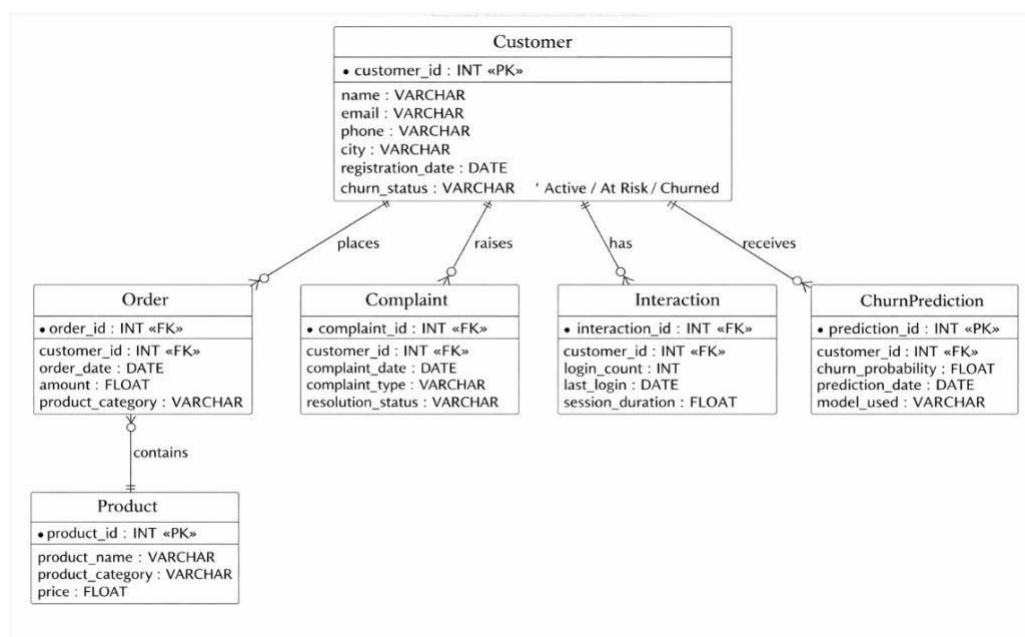 Customer
• customer_id : INT «PK»
name : VARCHAR
email : VARCHAR
phone : VARCHAR
city : VARCHAR
registration_date : DATE
churn_status : VARCHAR ' Active / At Risk / Churned
places
raises
has
receives
Order
• order_id : INT «FK»
customer_id : INT «FK»
order_date : DATE
amount : FLOAT
product_category : VARCHAR
Complaint
• complaint_id : INT «FK»
customer_id : INT «FK»
complaint_date : DATE
complaint_type : VARCHAR
resolution_status : VARCHAR
Interaction
• interaction_id : INT «FK»
customer_id : INT «FK»
login_count : INT
last_login : DATE
session_duration : FLOAT
ChurnPrediction
• prediction_id : INT «PK»
customer_id : INT «FK»
churn_probability : FLOAT
prediction_date : DATE
model_used : VARCHAR
contains
Product
• product_id : INT «PK»
product_name : VARCHAR
product_category : VARCHAR
price : FLOAT